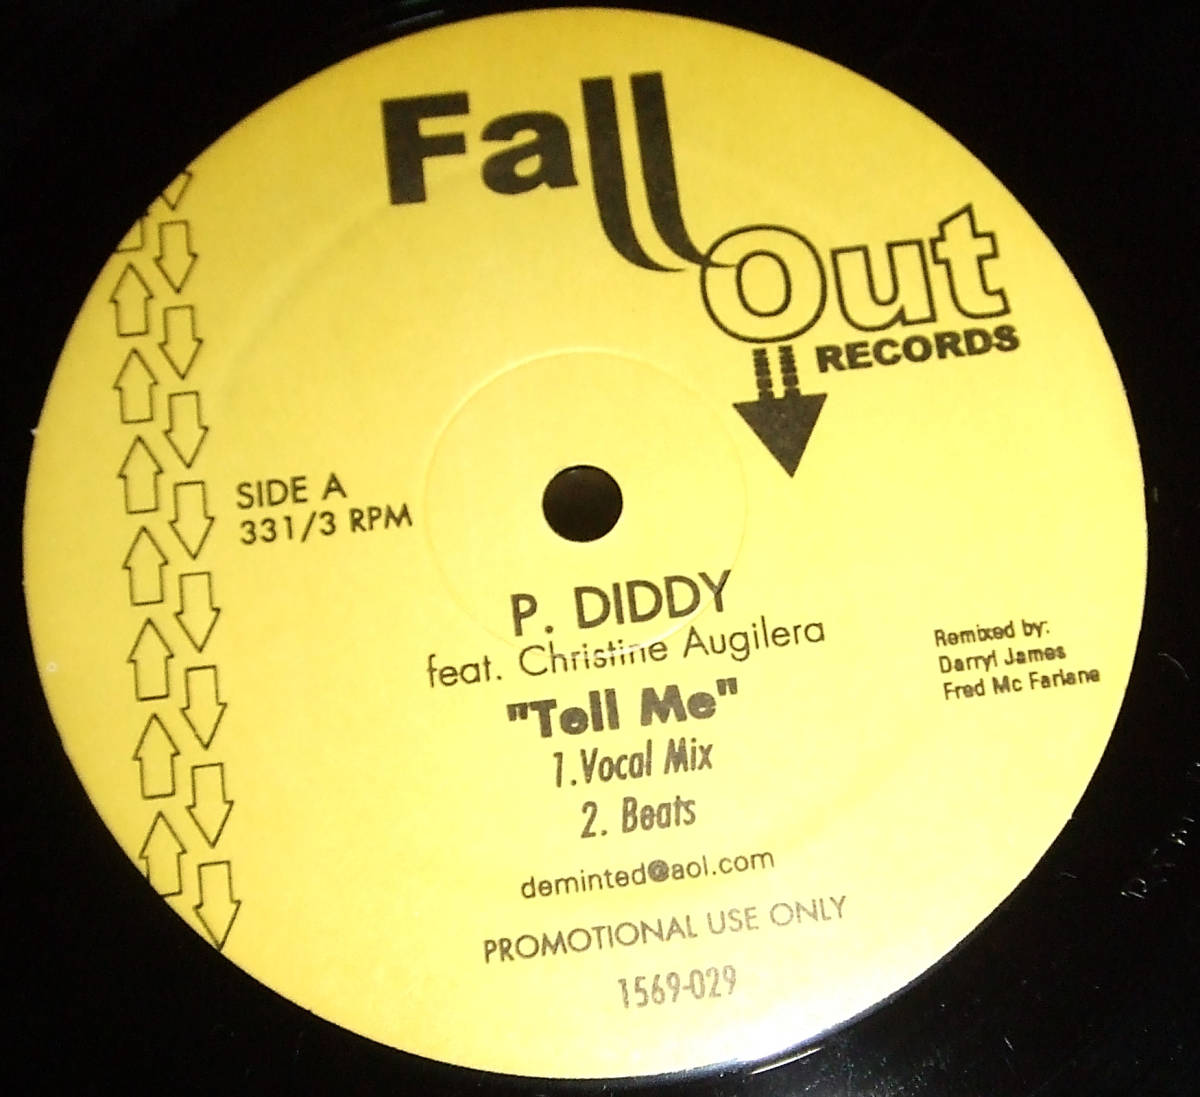 Fall
Out
RECORDS
SIDE A
331/3 RPM
P. DIDDY
feat. Christine Augilera
"Tell Me"
1.Vocal Mix
2. Beats
Remixed by:
Darryl James
Fred Mc Farlane
deminted@aol.com
PROMOTIONAL USE ONLY
1569-029